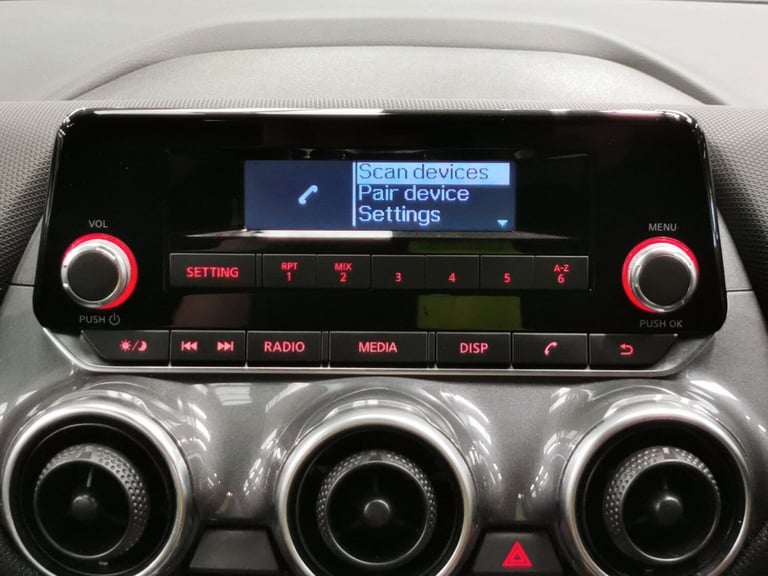 Scan devices
Pair device
Settings
VOL
MENU
SETTING
RPT
1
MIX
2
3
4
5
A-Z
6
PUSH
PUSH OK
RADIO
MEDIA
DISP